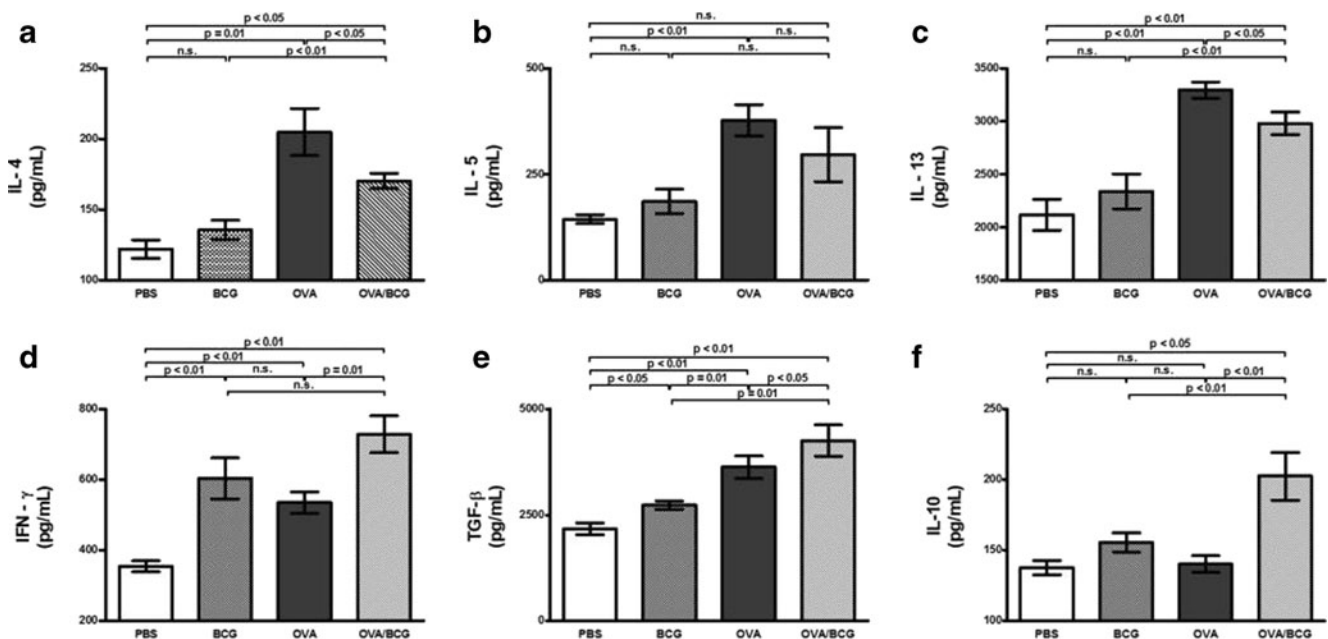 a
p < 0.05
p = 0.01 p < 0.05
n.s. p < 0.01
250
200
150
100
IL- 4
(pg/mL)
PBS BCG OVA OVA/BCG
b
n.s.
p < 0.01 n.s.
n.s. n.s.
500
250
0
IL - 5
(pg/mL)
PBS BCG OVA OVA/BCG
c
p < 0.01
p < 0.01 p < 0.05
n.s. p < 0.01
3500
3000
2500
2000
1500
IL - 13
(pg/mL)
PBS BCG OVA OVA/BCG
d
p < 0.01
p < 0.01
p < 0.01 n.s. p = 0.01
n.s.
800
600
400
200
IFN - γ
(pg/mL)
PBS BCG OVA OVA/BCG
e
p < 0.01
p < 0.01
p < 0.05 p = 0.01 p < 0.05
p = 0.01
5000
2500
0
TGF-β
(pg/mL)
PBS BCG OVA OVA/BCG
f
p < 0.05
n.s.
n.s. n.s. p < 0.01
p < 0.01
250
200
150
100
IL-10
(pg/mL)
PBS BCG OVA OVA/BCG